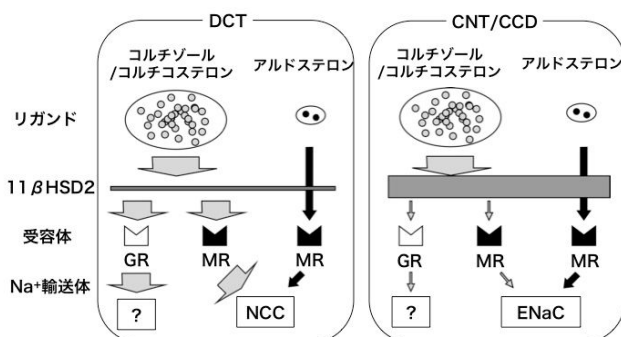 DCT
CNT/CCD
コルチゾール
/コルチコステロン
アルドステロン
コルチゾール
/コルチコステロン
アルドステロン
リガンド
11βHSD2
受容体
GR
MR
MR
GR
MR
MR
Na⁺輸送体
?
NCC
?
ENaC